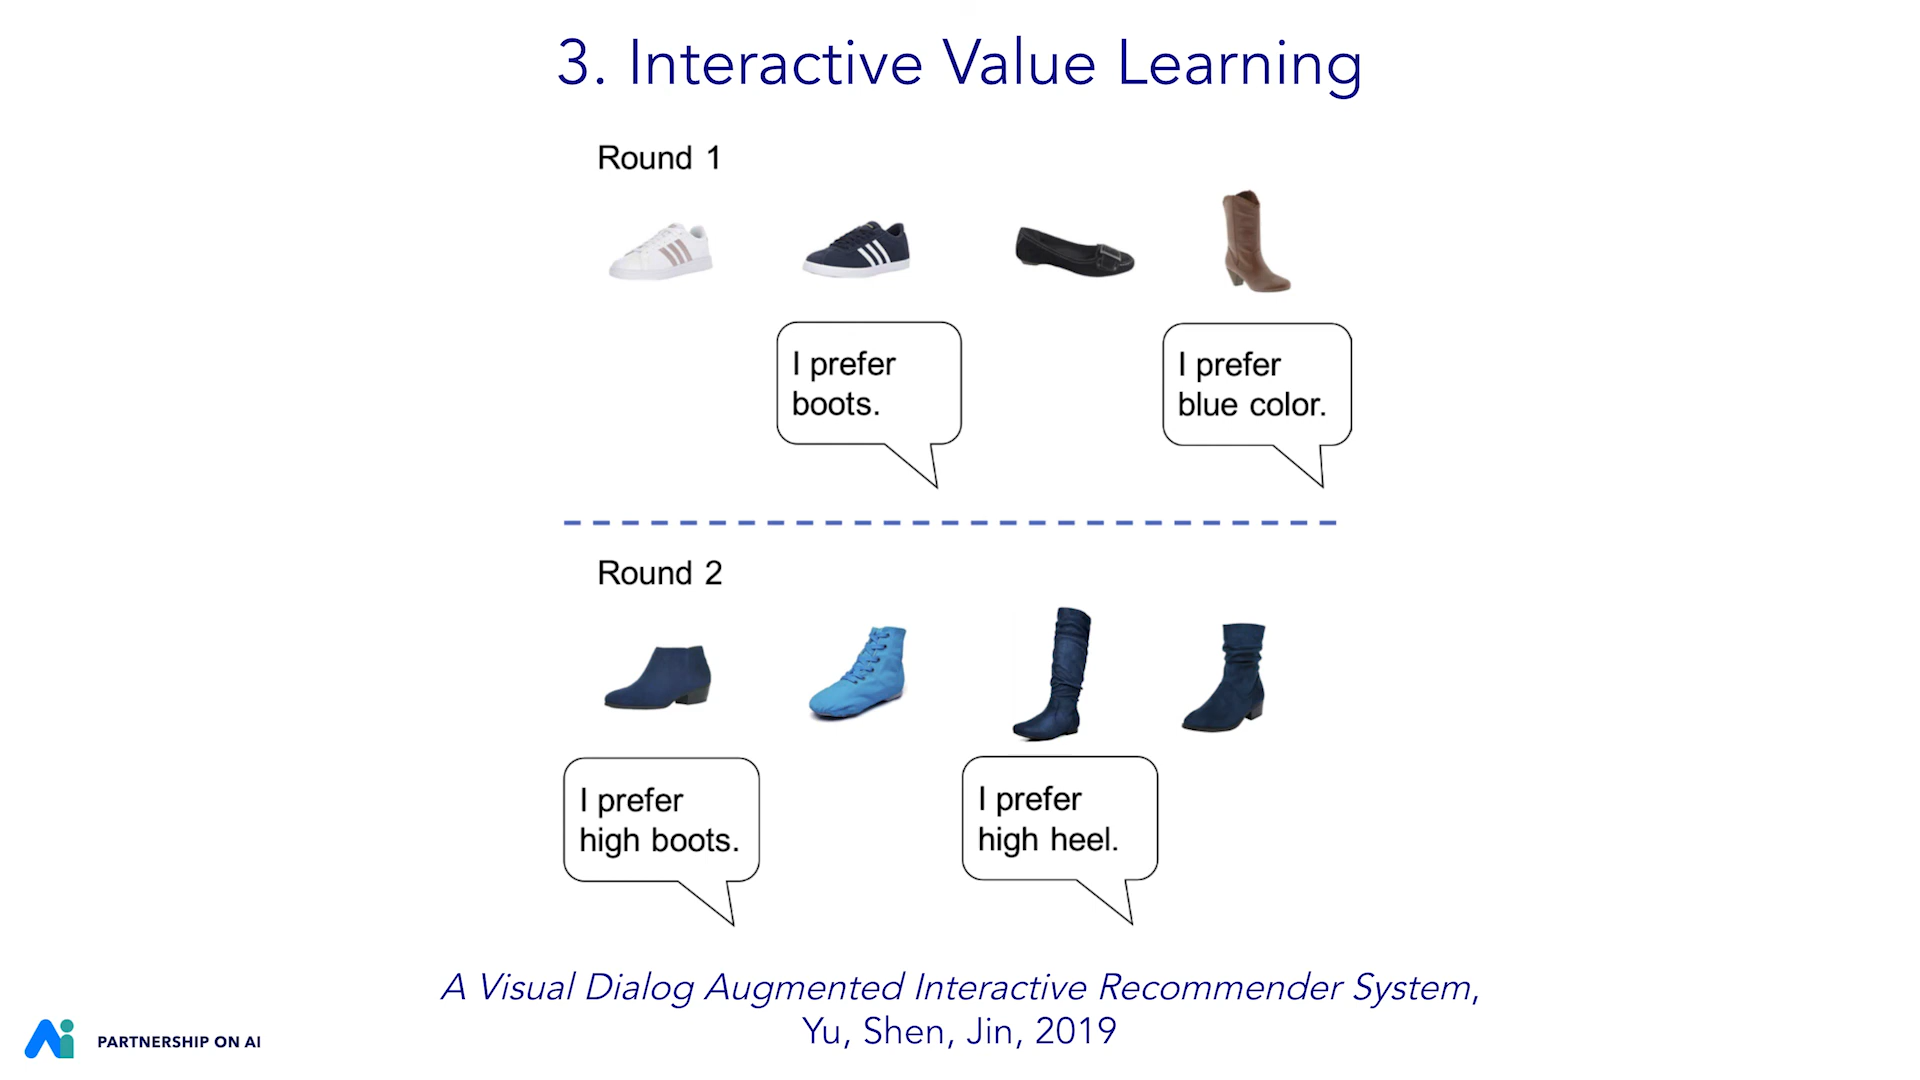 3. Interactive Value Learning
Round 1
I prefer
boots.
I prefer
blue color.
Round 2
I prefer
high boots.
I prefer
high heel.
A Visual Dialog Augmented Interactive Recommender System,
Yu, Shen, Jin, 2019
PARTNERSHIP ON AI